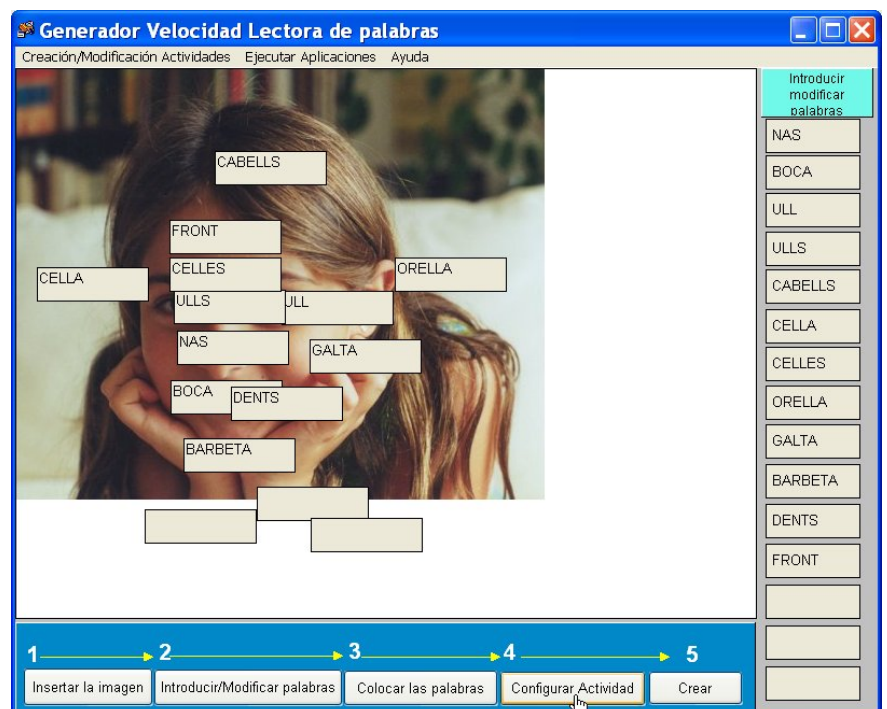 Generador Velocidad Lectora de palabras
Creación/Modificación Actividades Ejecutar Aplicaciones Ayuda
CABELLS
FRONT
CELLA
CELLES
ORELLA
ULLS
ULL
NAS
GALTA
BOCA
DENTS
BARBETA
Introducir
modificar
palabras
NAS
BOCA
ULL
ULLS
CABELLS
CELLA
CELLES
ORELLA
GALTA
BARBETA
DENTS
FRONT
1 2 3 4 5
Insertar la imagen Introducir/Modificar palabras Colocar las palabras Configurar Actividad Crear